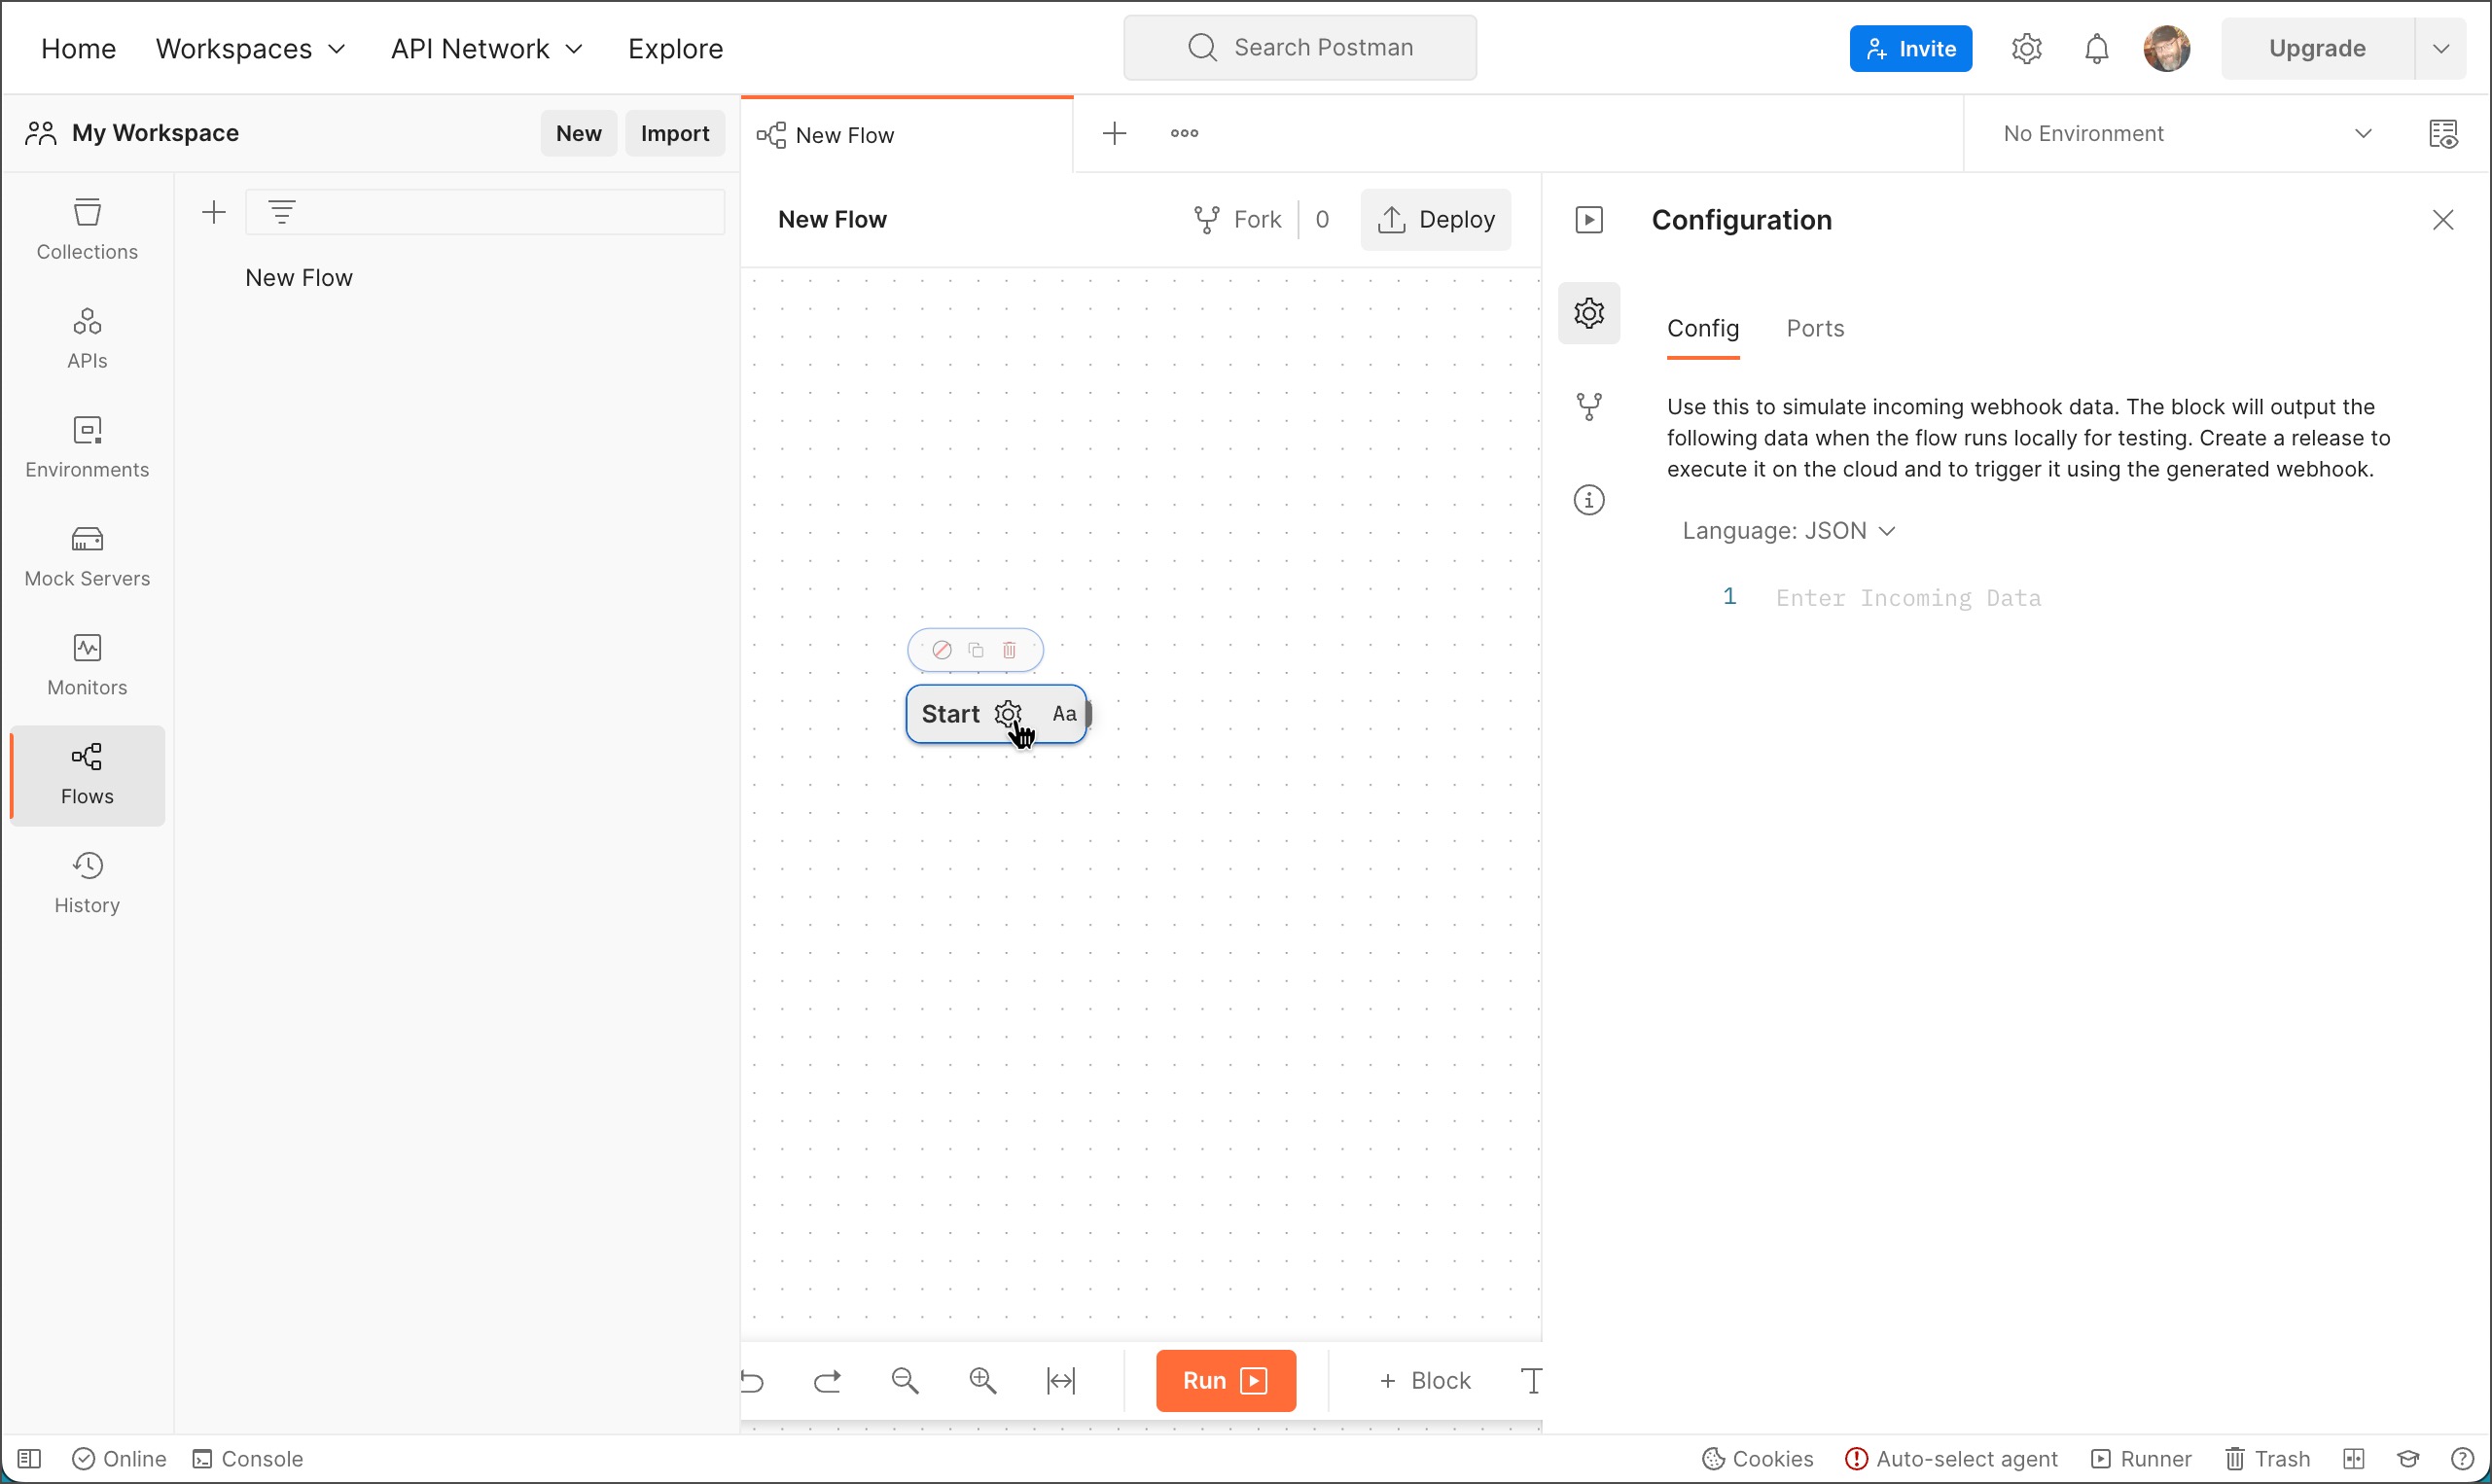 Home
Workspaces
API Network
Explore
Search Postman
Invite
Upgrade
My Workspace
New
Import
New Flow
No Environment
Collections
APIs
Environments
Mock Servers
Monitors
Flows
History
New Flow
New Flow
Fork
0
Deploy
Start
Aa
Configuration
Config
Ports
Use this to simulate incoming webhook data. The block will output the
following data when the flow runs locally for testing. Create a release to
execute it on the cloud and to trigger it using the generated webhook.
Language: JSON
1
Enter Incoming Data
Run
+ Block
T
Online
Console
Cookies
Auto-select agent
Runner
Trash